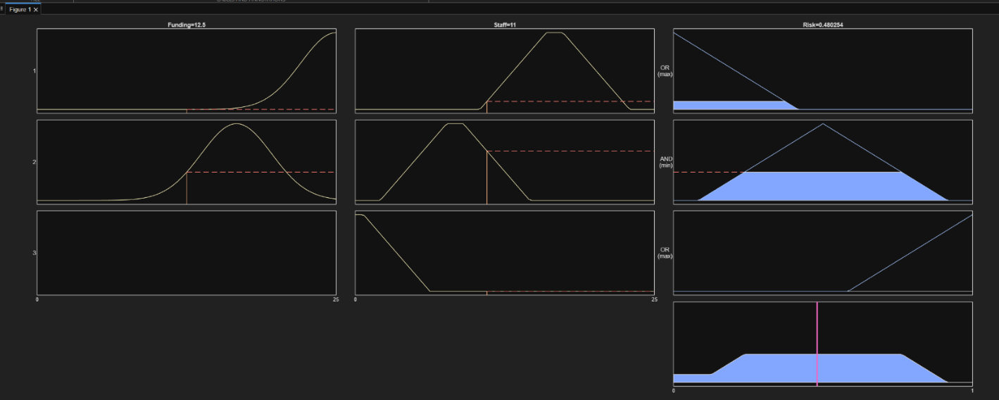 Figure 1
Funding=12.5
Staff=11
Risk=0.480254
1
OR
(max)
2
AND
(min)
3
OR
(max)
0
25
0
25
0
1